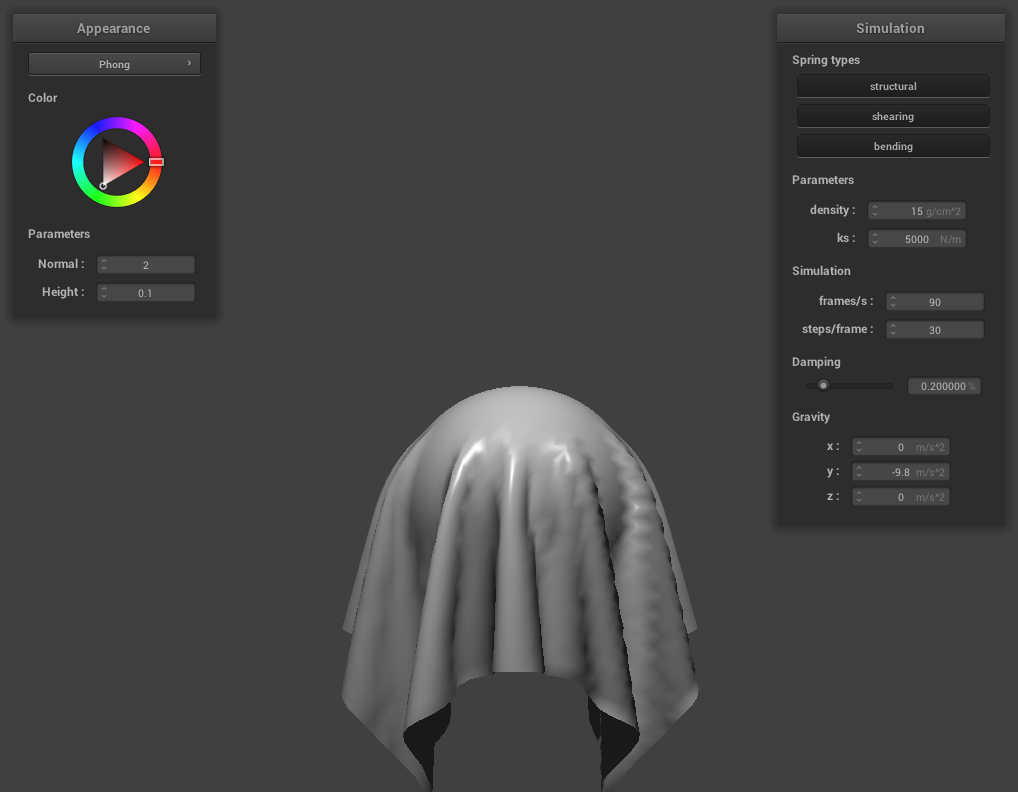 Appearance
Phong ›
Color
Parameters
Normal : 2
Height : 0.1
Simulation
Spring types
structural
shearing
bending
Parameters
density : 15 g/cm^2
ks : 5000 N/m
Simulation
frames/s : 90
steps/frame : 30
Damping
0.200000 %
Gravity
x : 0 m/s^2
y : -9.8 m/s^2
z : 0 m/s^2